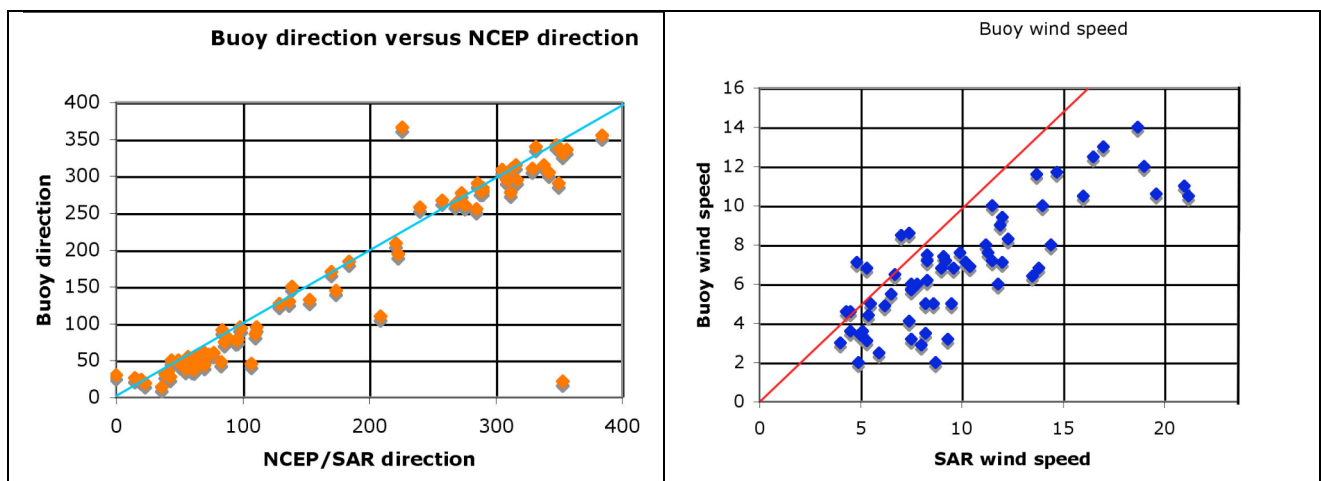 Buoy direction versus NCEP direction
400
350
300
250
200
150
100
50
0
0 100 200 300 400
Buoy direction
NCEP/SAR direction
Buoy wind speed
16
14
12
10
8
6
4
2
0
0 5 10 15 20
Buoy wind speed
SAR wind speed